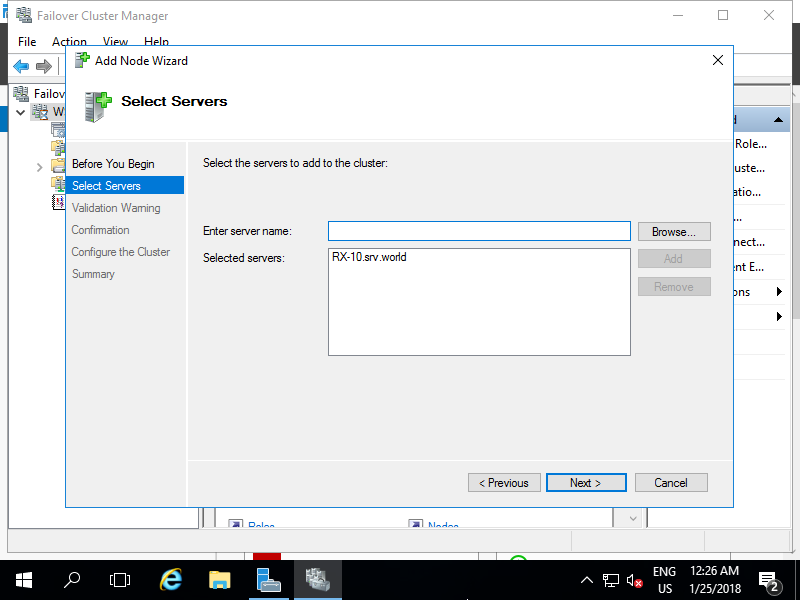 Failover Cluster Manager
File Action View Help
Add Node Wizard
Select Servers
Failov
Before You Begin
Select Servers
Validation Warning
Confirmation
Configure the Cluster
Summary
Select the servers to add to the cluster:
Enter server name:
Browse...
Selected servers:
RX-10.srv.world
Add
Remove
< Previous
Next >
Cancel
Role...
uste...
atio...
...
nect...
nt E...
ons
Roles
Nodes
ENG
US
12:26 AM
1/25/2018
2